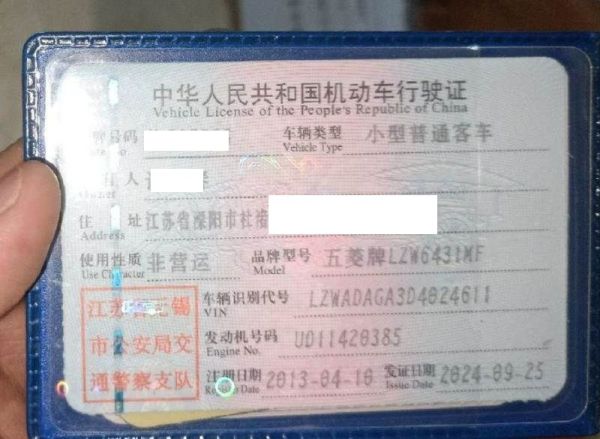 中华人民共和国机动车行驶证
Vehicle License of the People's Republic of China
号码 车辆类型 小型普通客车
Vehicle Type
人
Owner
住 址 江苏省溧阳市社渚
Address
使用性质 非营运 品牌型号 五菱牌LZW6431MF
Use Character Model
江苏省无锡 车辆识别代号 LZWADAGA3D4024611
VIN
市公安局交 发动机号码 UD11420385
Engine No.
通警察支队 注册日期 2013-04-10 发证日期 2024-09-25
Register Date Issue Date